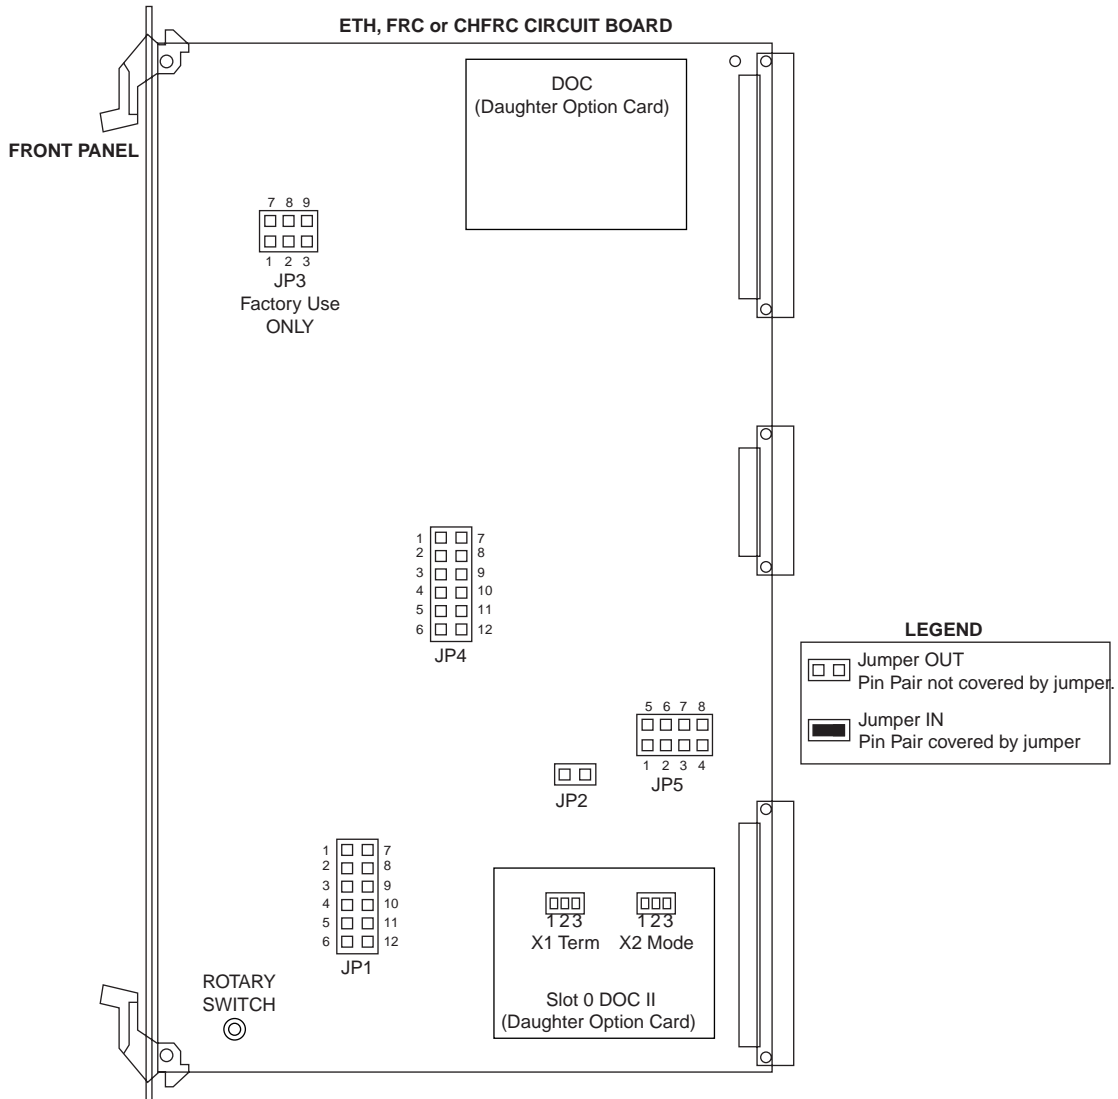 ETH, FRC or CHFRC CIRCUIT BOARD
DOC
(Daughter Option Card)
FRONT PANEL
7 8 9
1 2 3
JP3
Factory Use
ONLY
1 7
2 8
3 9
4 10
5 11
6 12
JP4
LEGEND
Jumper OUT
Pin Pair not covered by jumper.
Jumper IN
Pin Pair covered by jumper
5 6 7 8
1 2 3 4
JP5
JP2
1 7
2 8
3 9
4 10
5 11
6 12
JP1
123
X1 Term
123
X2 Mode
Slot 0 DOC II
(Daughter Option Card)
ROTARY
SWITCH